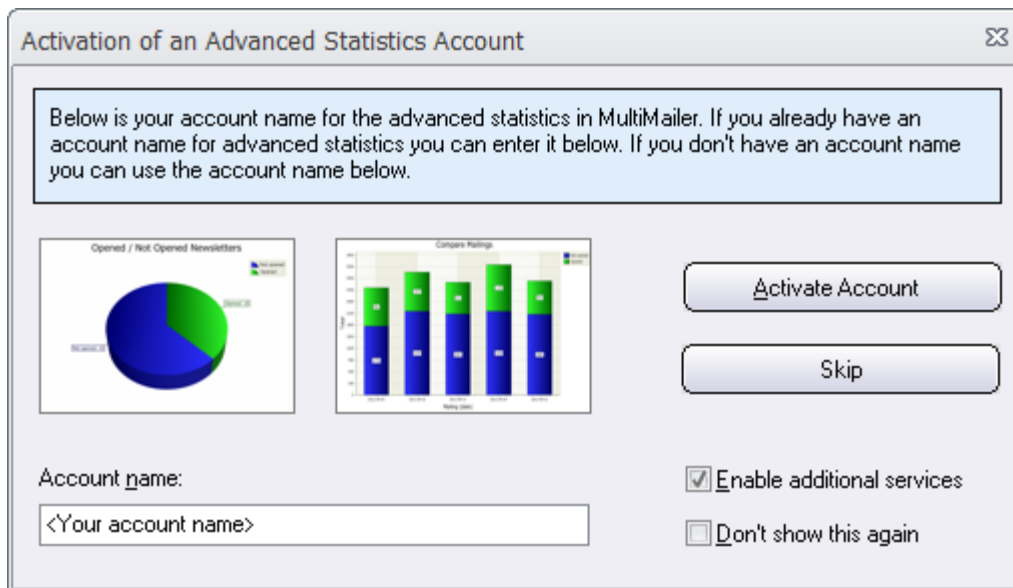 Activation of an Advanced Statistics Account
Below is your account name for the advanced statistics in MultiMailer. If you already have an
account name for advanced statistics you can enter it below. If you don't have an account name
you can use the account name below.
Opened / Not Opened Newsletters
Not opened
Opened
Compare Mailings
Activate Account
Skip
Account name:
<Your account name>
Enable additional services
Don't show this again